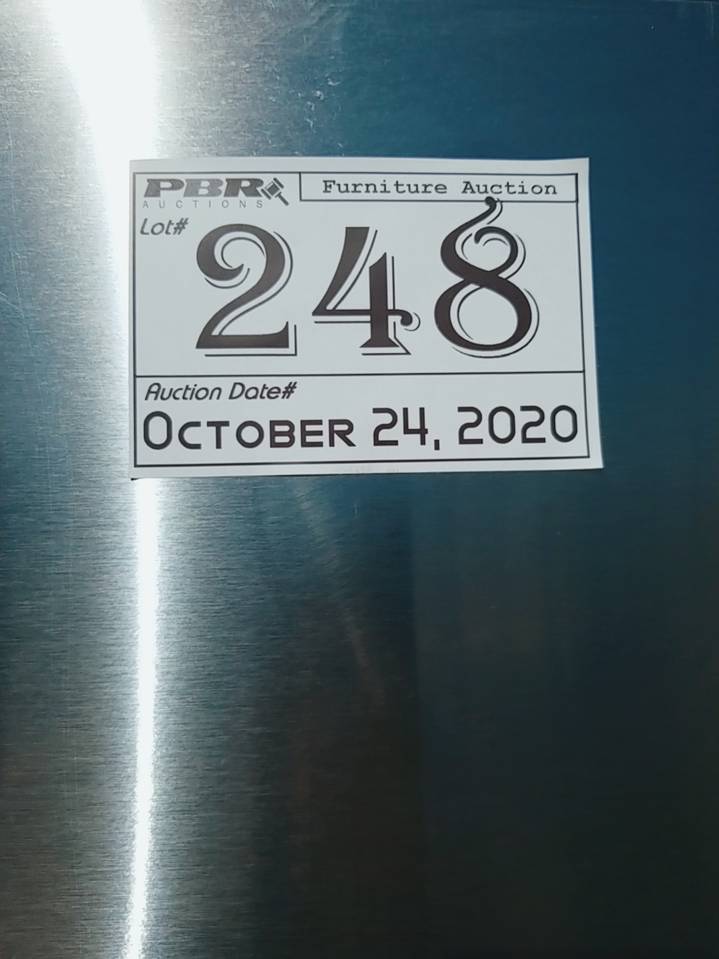 PBR
AUCTIONS
Furniture Auction
Lot#
248
Auction Date#
OCTOBER 24, 2020